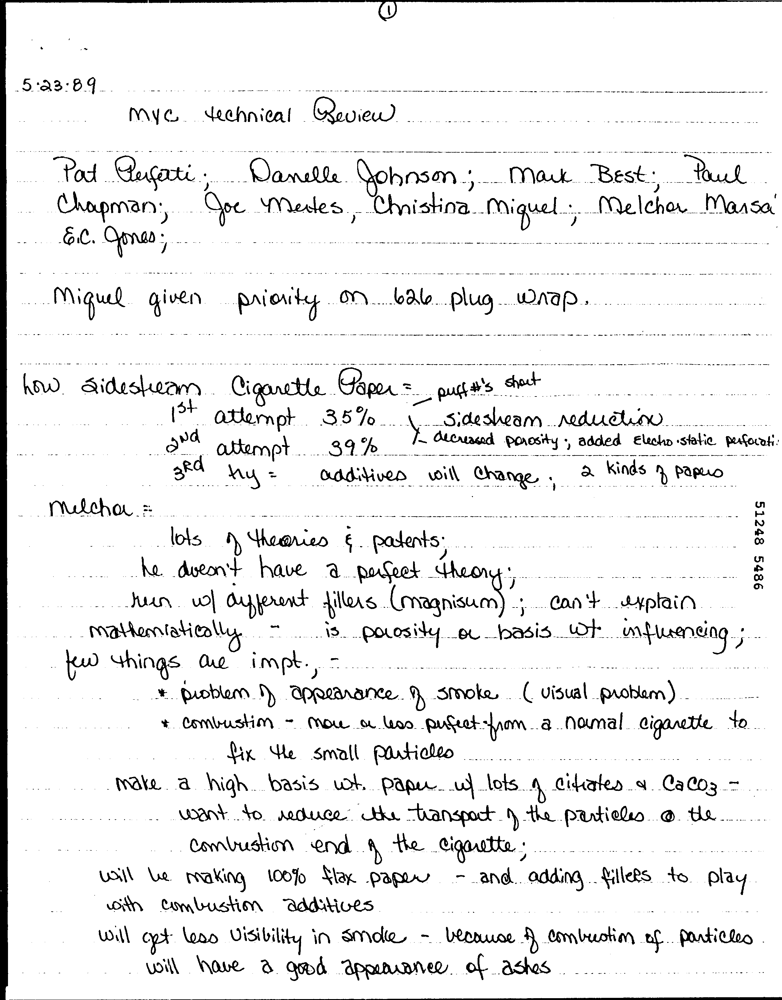 1
5·23·89
MYC technical Review
Pat Perfetti; Danelle Johnson; Mark Best; Paul
Chapman; Joe Mertes, Christina Miquel; Melchor Marsa'
E.C. Jones;
Miquel given priority on 626 plug wrap.
Low sidestream Cigarette Paper = puff #'s short
1st attempt 35% sidestream reduction
2nd attempt 39% decreased porosity; added Electro·static perforati
3Rd try = additives will change; 2 kinds of papers
Melchor =
lots of theories & patents;
he doesn't have a perfect theory;
run w/ different fillers (magnisum); can't explain
mathemiatically - is porosity or basis wt influencing;
few things are impt., -
* problem of appearance of smoke (visual problem)
* combustion - more or less perfect from a normal cigarette to
fix the small particles
make a high basis wt. paper w/ lots of citrates & CaCO3 -
want to reduce the transport of the particles @ the
combustion end of the cigarette;
will be making 100% flax paper - and adding fillers to play
with combustion additives
will get less visibility in smoke - because of combustion of particles
will have a good appearance of ashes
51248 5486